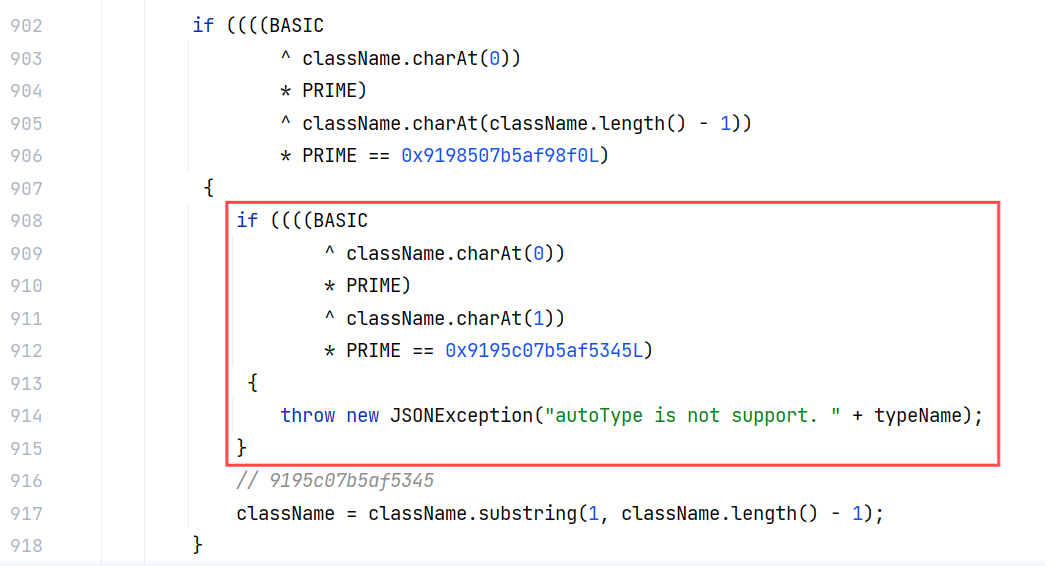 902 if ((((BASIC
903 ^ className.charAt(0))
904 * PRIME)
905 ^ className.charAt(className.length() - 1))
906 * PRIME == 0x9198507b5af98f0L)
907 {
908 if ((((BASIC
909 ^ className.charAt(0))
910 * PRIME)
911 ^ className.charAt(1))
912 * PRIME == 0x9195c07b5af5345L)
913 {
914 throw new JSONException("autoType is not support. " + typeName);
915 }
916 // 9195c07b5af5345
917 className = className.substring(1, className.length() - 1);
918 }